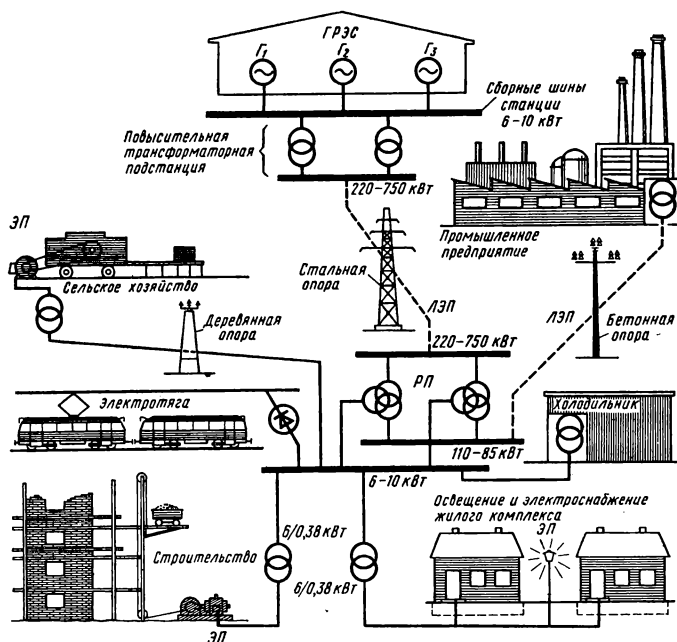 ГРЭС
Г1
Г2
Г3
Сборные шины
станции
6–10 кВт
Повысительная
трансформаторная
подстанция
220–750 кВт
Промышленное
предприятие
ЭП
Сельское хозяйство
Стальная
опора
ЛЭП
ЛЭП
Бетонная
опора
Деревянная
опора
220–750 кВт
РП
Электротяга
Холодильник
110–85 кВт
6–10 кВт
Освещение и электроснабжение
жилого комплекса
ЭП
6/0,38 кВт
Строительство
6/0,38 кВт
ЭП